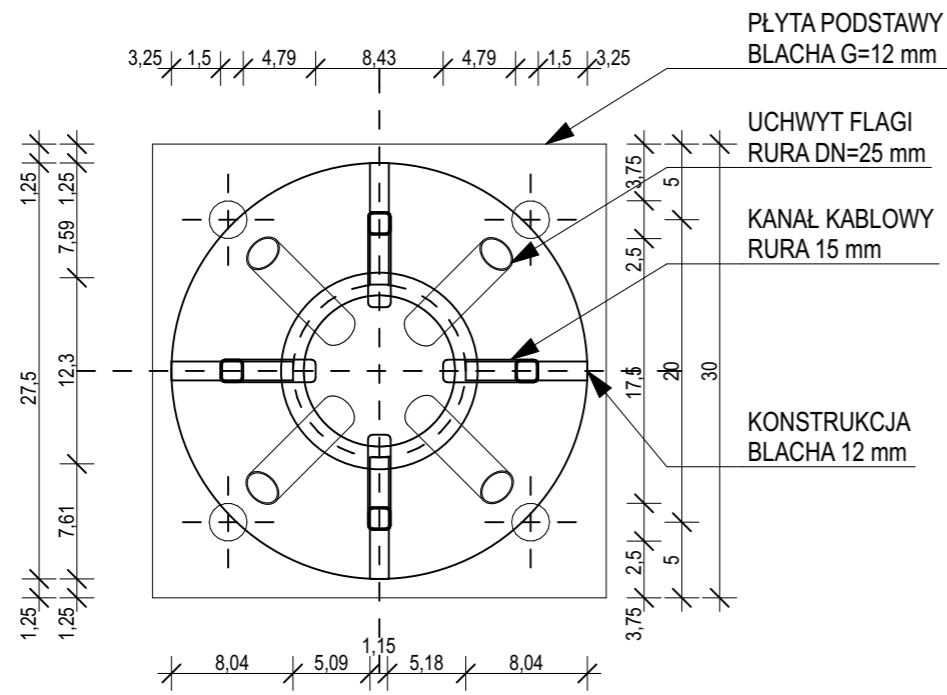 3,25 1,5 4,79 8,43 4,79 1,5 3,25
PŁYTA PODSTAWY
BLACHA G=12 mm
UCHWYT FLAGI
RURA DN=25 mm
KANAŁ KABLOWY
RURA 15 mm
KONSTRUKCJA
BLACHA 12 mm
1,25
27,5
1,25
1,25
7,59
12,3
7,61
1,25
3,75
2,5
17,5
2,5
3,75
5
20
5
30
1,15
8,04 5,09 5,18 8,04